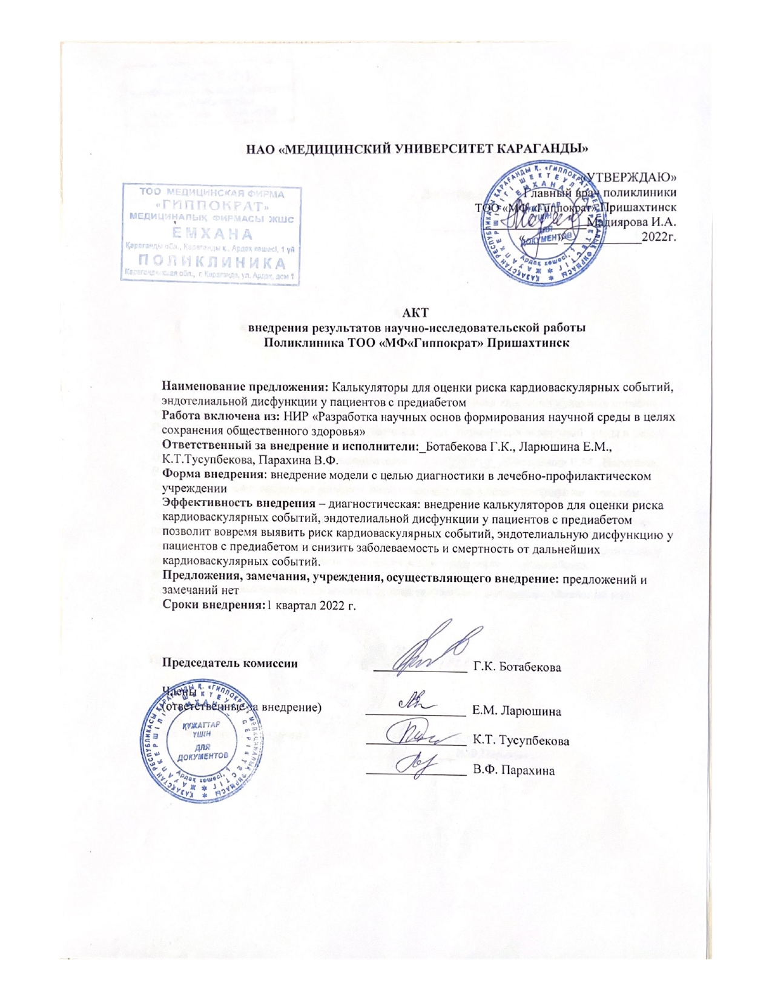 НАО «МЕДИЦИНСКИЙ УНИВЕРСИТЕТ КАРАГАНДЫ»
«УТВЕРЖДАЮ»
Главный врач поликлиники
ТОО «МФ«Гиппократ» Пришахтинск
Мадиярова И.А.
«_____»____________2022г.
ТОО МЕДИЦИНСКАЯ ФИРМА
«ГИППОКРАТ»
МЕДИЦИНАЛЫҚ ФИРМАСЫ ЖШС
ЕМХАНА
Қарағанды обл., Қарағанды қ., Ардақ көшесі, 1 үй
ПОЛИКЛИНИКА
Карагандинская обл., г. Караганда, ул. Ардак, дом 1
АКТ
внедрения результатов научно-исследовательской работы
Поликлиника ТОО «МФ«Гиппократ» Пришахтинск
Наименование предложения: Калькуляторы для оценки риска кардиоваскулярных событий,
эндотелиальной дисфункции у пациентов с предиабетом
Работа включена из: НИР «Разработка научных основ формирования научной среды в целях
сохранения общественного здоровья»
Ответственный за внедрение и исполнители:_Ботабекова Г.К., Ларюшина Е.М.,
К.Т.Тусупбекова, Парахина В.Ф.
Форма внедрения: внедрение модели с целью диагностики в лечебно-профилактическом
учреждении
Эффективность внедрения – диагностическая: внедрение калькуляторов для оценки риска
кардиоваскулярных событий, эндотелиальной дисфункции у пациентов с предиабетом
позволит вовремя выявить риск кардиоваскулярных событий, эндотелиальную дисфункцию у
пациентов с предиабетом и снизить заболеваемость и смертность от дальнейших
кардиоваскулярных событий.
Предложения, замечания, учреждения, осуществляющего внедрение: предложений и
замечаний нет
Сроки внедрения:1 квартал 2022 г.
Председатель комиссии ______________ Г.К. Ботабекова
Члены
(ответственные за внедрение) _______________ Е.М. Ларюшина
_______________ К.Т. Тусупбекова
_______________ В.Ф. Парахина
ҚҰЖАТТАР
ҮШІН
ДЛЯ
ДОКУМЕНТОВ
Ардақ көшесі, 1